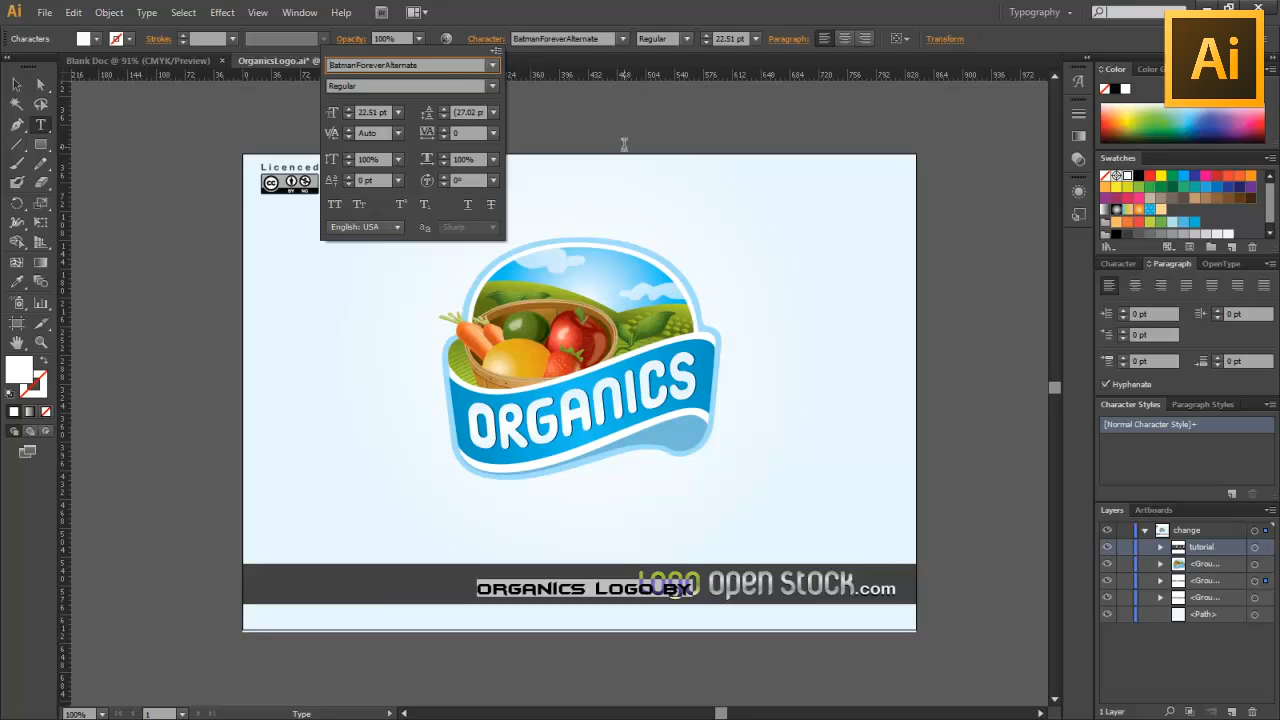 Ai File Edit Object Type Select Effect View Window Help Br Typography
Characters Stroke: Opacity: 100% Character: BatmanForeverAlternate Regular 22.51 pt Paragraph: Transform
Ai
Blank Doc @ 91% (CMYK/Preview) × OrganicsLogo.ai* @
BatmanForeverAlternate
Regular
22.51 pt (27.02 p
Auto 0
100% 100%
0 pt 0°
English: USA Sharp
Licenced
BY NC
ORGANICS
ORGANICS LOGO BY:
LOGO open stock.com
Color Color G
Swatches
Character Paragraph OpenType
0 pt 0 pt
0 pt
0 pt 0 pt
Hyphenate
Character Styles Paragraph Styles
[Normal Character Style]+
Layers Artboards
change
tutorial
<Grou...
<Grou...
<Grou...
<Path>
1 Layer
100% 1 Type